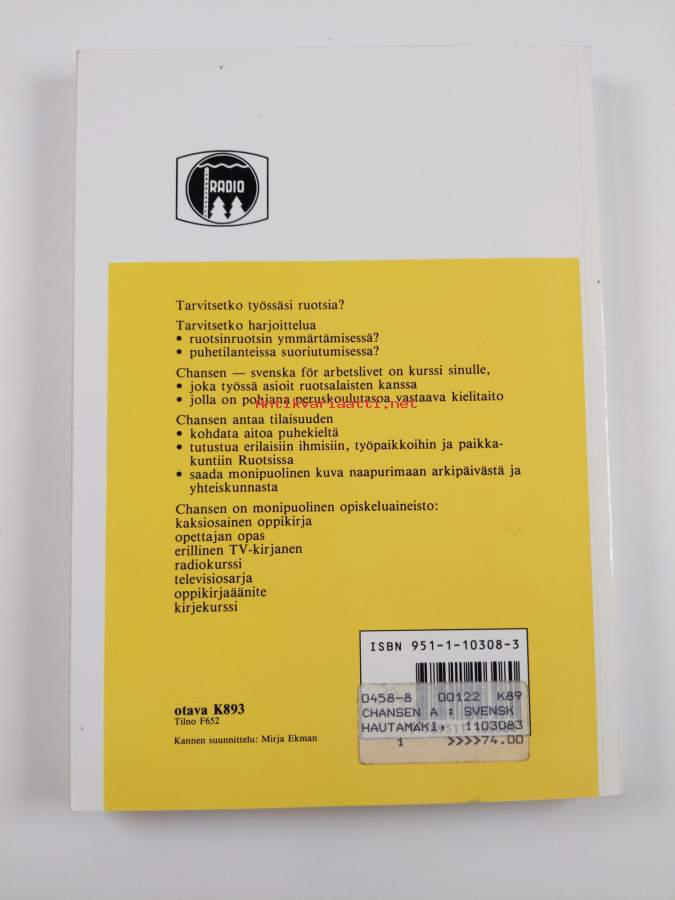 RADIO
Tarvitsetko työssäsi ruotsia?
Tarvitsetko harjoittelua
• ruotsinruotsin ymmärtämisessä?
• puhetilanteissa suoriutumisessa?
Chansen — svenska för arbetslivet on kurssi sinulle,
• joka työssä asioit ruotsalaisten kanssa
• jolla on pohjana peruskoulutasoa vastaava kielitaito
Antikvariaatti.net
Chansen antaa tilaisuuden
• kohdata aitoa puhekieltä
• tutustua erilaisiin ihmisiin, työpaikkoihin ja paikka-
kuntiin Ruotsissa
• saada monipuolinen kuva naapurimaan arkipäivästä ja
yhteiskunnasta
Chansen on monipuolinen opiskeluaineisto:
kaksiosainen oppikirja
opettajan opas
erillinen TV-kirjanen
radiokurssi
televisiosarja
oppikirjaäänite
kirjekurssi
ISBN 951-1-10308-3
D458-8 00122 K89
CHANSEN A : SVENSK
HAUTAMÄKI, 1103083
1 >>>>74.00
otava K893
Tilno F652
Kannen suunnittelu: Mirja Ekman